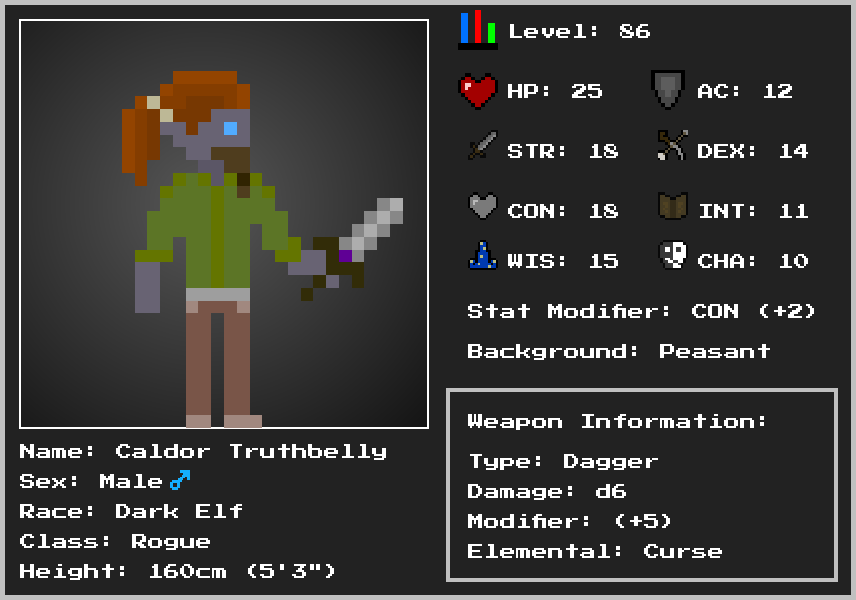 Level: 86
HP: 25
AC: 12
STR: 18
DEX: 14
CON: 18
INT: 11
WIS: 15
CHA: 10
Stat Modifier: CON (+2)
Background: Peasant
Weapon Information:
Type: Dagger
Damage: d6
Modifier: (+5)
Elemental: Curse
Name: Caldor Truthbelly
Sex: Male♂
Race: Dark Elf
Class: Rogue
Height: 160cm (5'3")